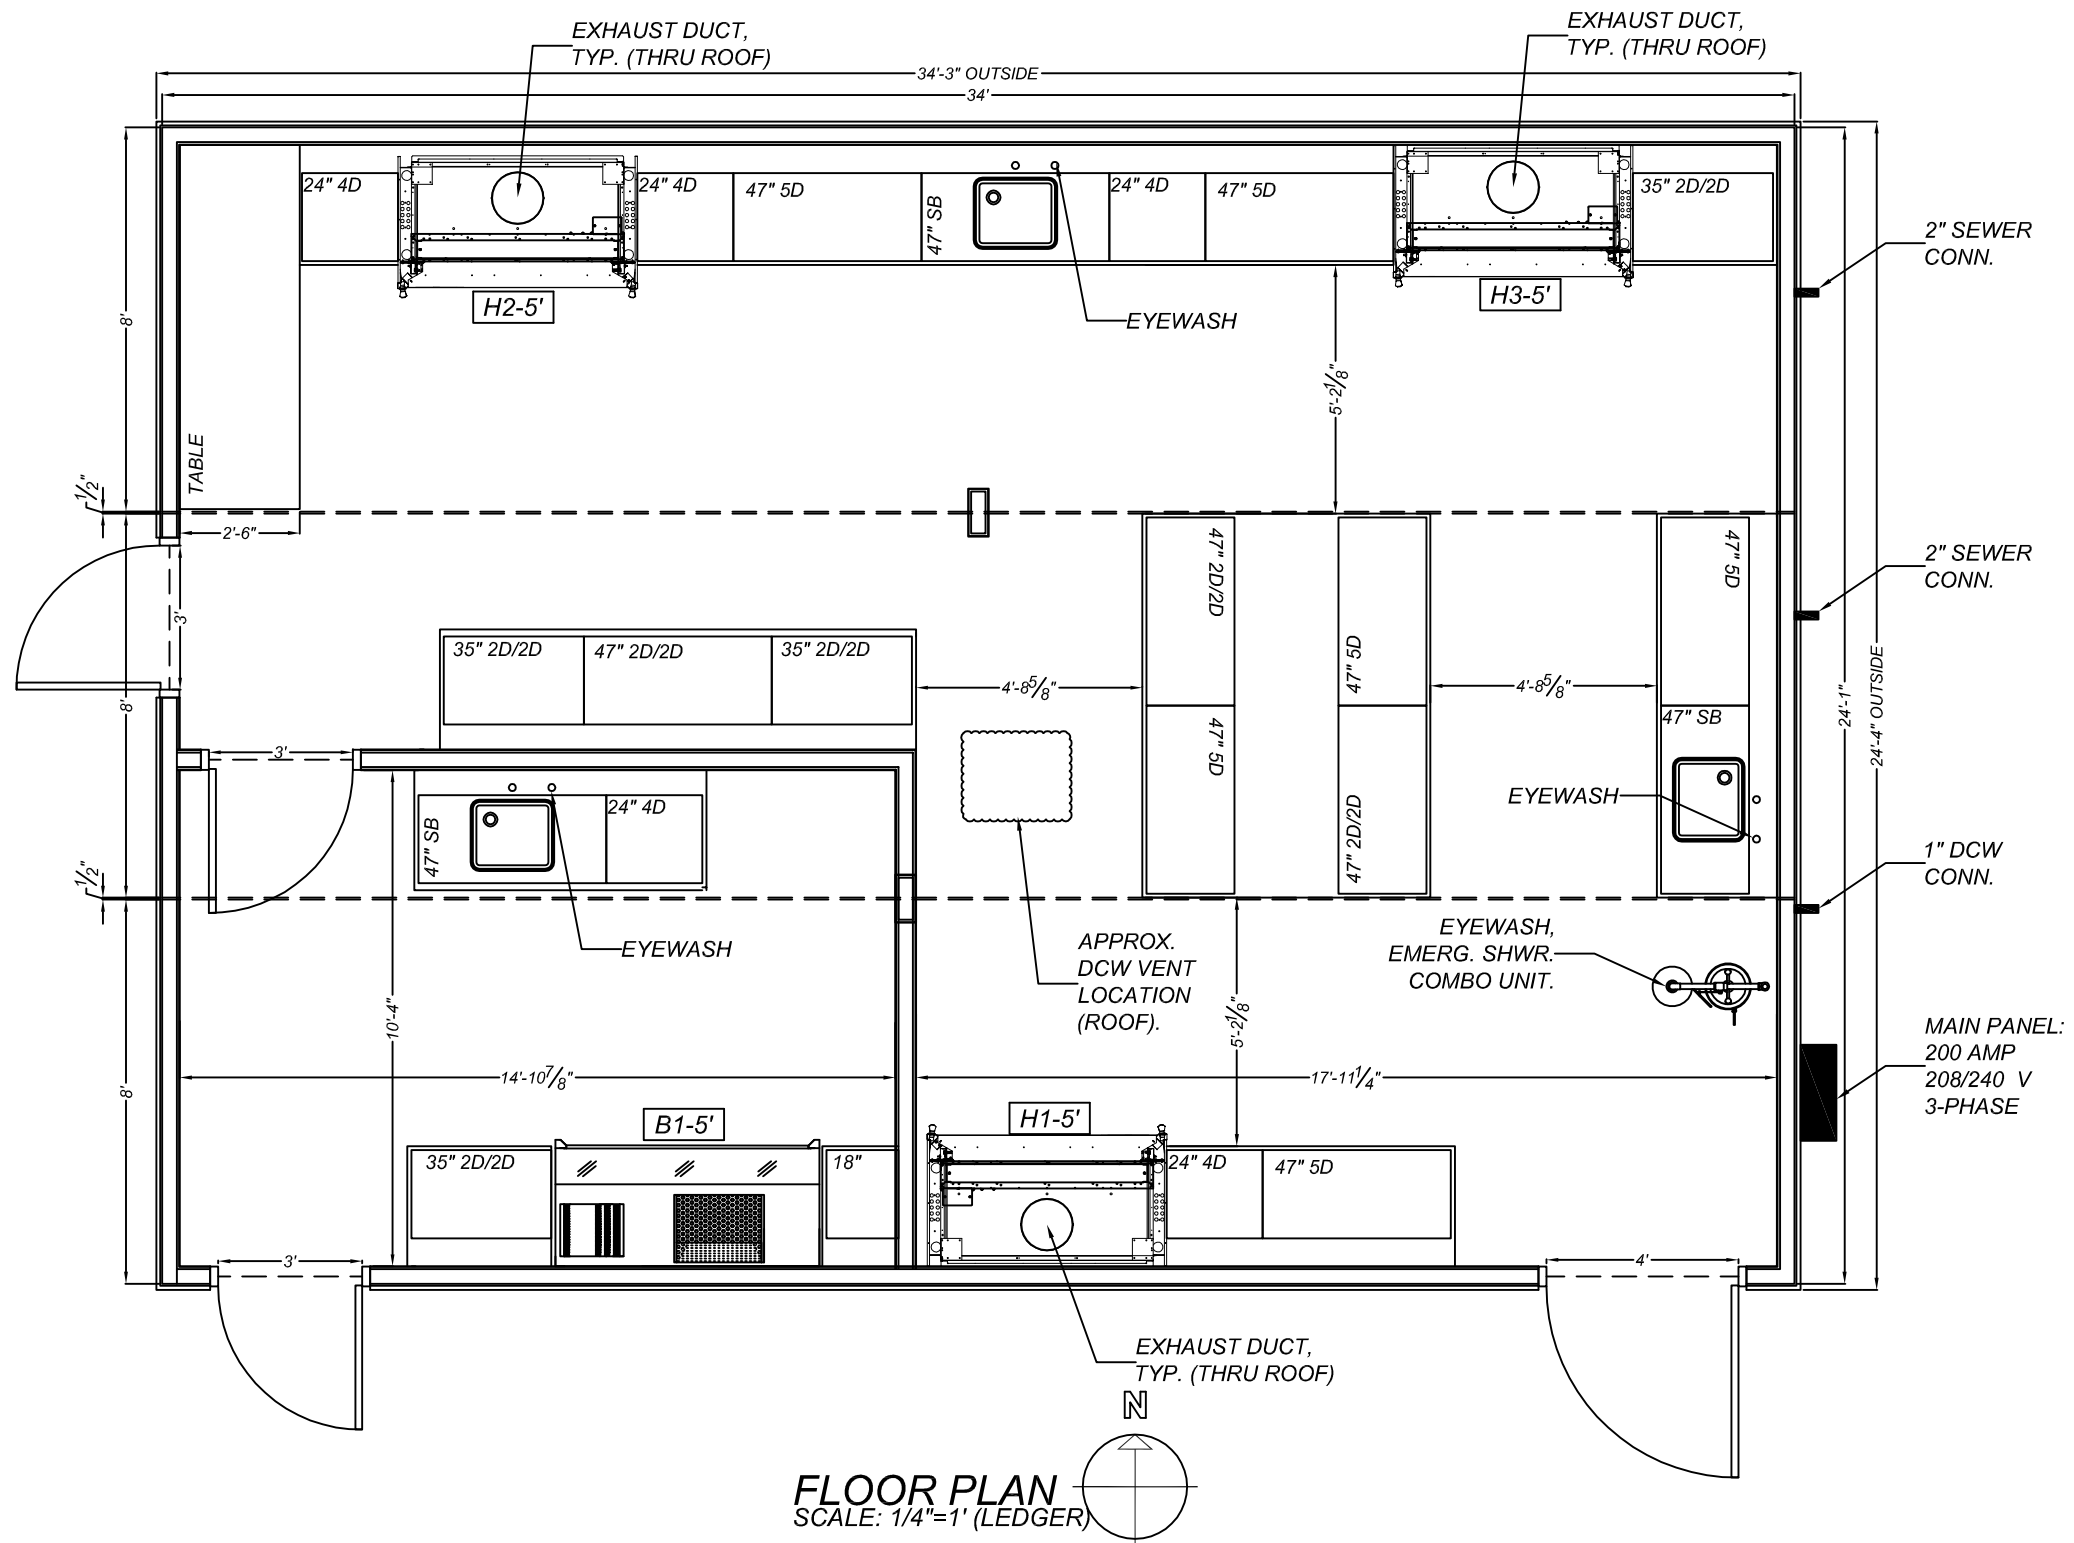 EXHAUST DUCT,
TYP. (THRU ROOF)
EXHAUST DUCT,
TYP. (THRU ROOF)
34'-3" OUTSIDE
34'
24" 4D
24" 4D
47" 5D
47" SB
24" 4D
47" 5D
35" 2D/2D
2" SEWER
CONN.
H2-5'
H3-5'
EYEWASH
8'
5'-2 1/8"
TABLE
1/2"
2'-6"
3'
47" 2D/2D
47" 5D
47" 5D
2" SEWER
CONN.
35" 2D/2D
47" 2D/2D
35" 2D/2D
4'-8 5/8"
4'-8 5/8"
8'
24'-1"
24'-4" OUTSIDE
47" SB
47" 5D
3'
EYEWASH
47" SB
24" 4D
47" 2D/2D
1" DCW
CONN.
1/2"
EYEWASH
APPROX.
DCW VENT
LOCATION
(ROOF).
EYEWASH,
EMERG. SHWR.
COMBO UNIT.
10'-4"
5'-2 1/8"
MAIN PANEL:
200 AMP
208/240 V
3-PHASE
14'-10 7/8"
17'-11 1/4"
8'
B1-5'
H1-5'
35" 2D/2D
18"
24" 4D
47" 5D
3'
4'
EXHAUST DUCT,
TYP. (THRU ROOF)
N
FLOOR PLAN
SCALE: 1/4"=1' (LEDGER)